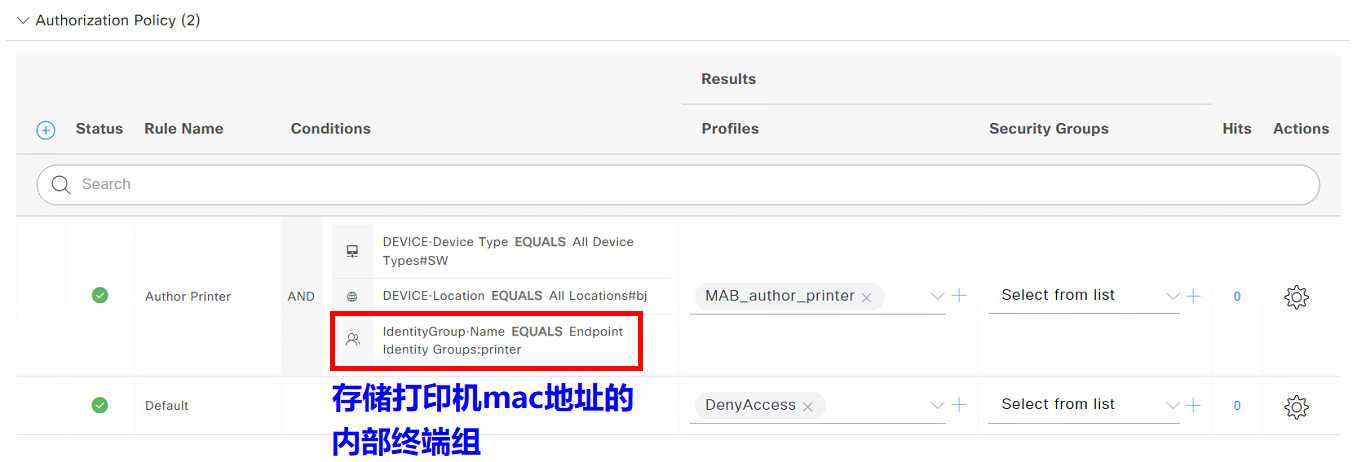 Authorization Policy (2)
Results
Status Rule Name Conditions Profiles Security Groups Hits Actions
Search
DEVICE·Device Type EQUALS All Device
Types#SW
Author Printer AND DEVICE·Location EQUALS All Locations#bj MAB_author_printer Select from list 0
IdentityGroup·Name EQUALS Endpoint
Identity Groups:printer
存储打印机mac地址的
内部终端组
Default DenyAccess Select from list 0